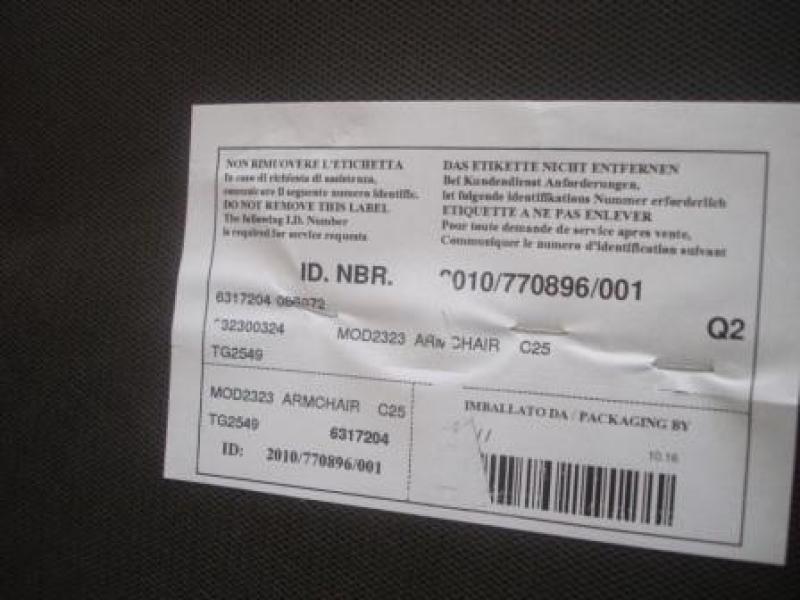 NON RIMUOVERE L'ETICHETTA
In caso di richiesta di assistenza,
comunicare il seguente numero identific.
DO NOT REMOVE THIS LABEL
The following I.D. Number
is required for service requests
DAS ETIKETTE NICHT ENTFERNEN
Bei Kundendienst Anforderungen,
ist folgende identifikations Nummer erforderlich
ETIQUETTE A NE PAS ENLEVER
Pour toute demande de service apres vente,
Communiquer le numero d'identification suivant
ID. NBR. 2010/770896/001
6317204
32300324 MOD2323 ARMCHAIR C25
Q2
TG2549
MOD2323 ARMCHAIR C25
TG2549
6317204
ID: 2010/770896/001
IMBALLATO DA / PACKAGING BY
10.16